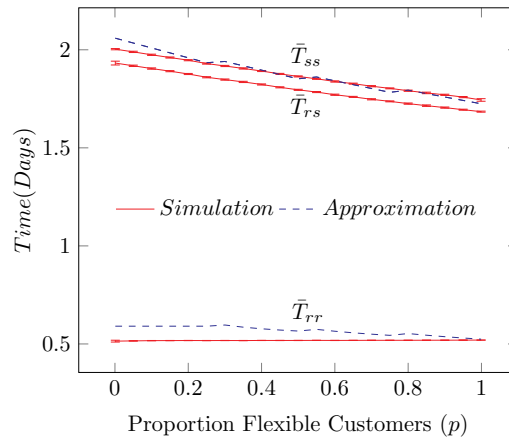 2
1.5
1
0.5
0 0.2 0.4 0.6 0.8 1
Time(Days)
Proportion Flexible Customers (p)
T̄ss
T̄rs
Simulation Approximation
T̄rr